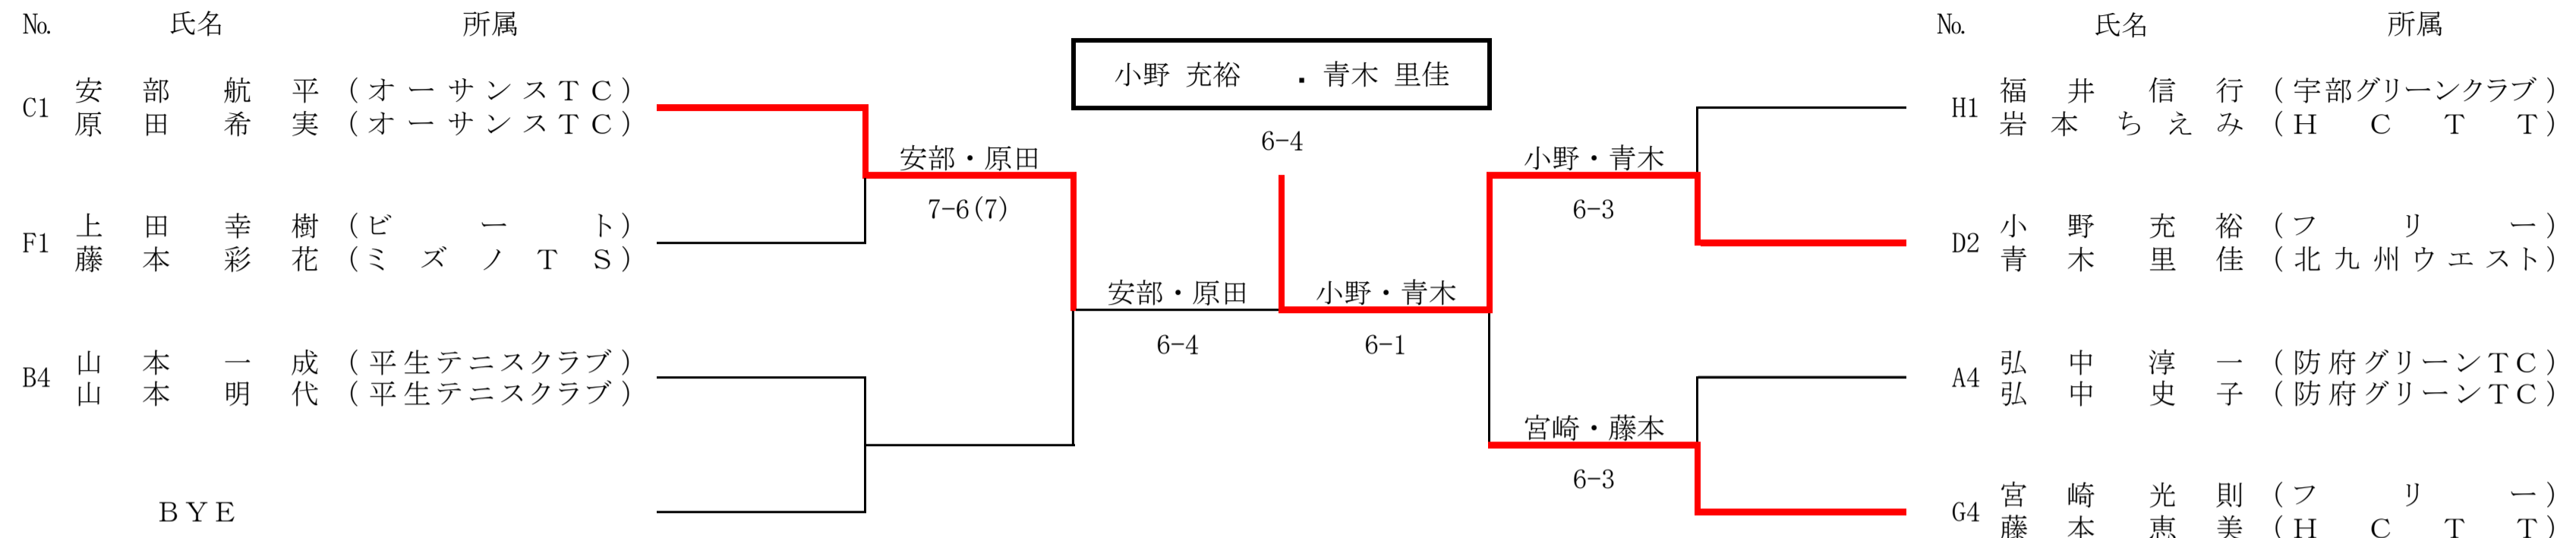 No. 氏名 所属
C1
安部航平(オーサンスTC)
原田希実(オーサンスTC)
F1
上田幸樹(ビート)
藤本彩花(ミズノTS)
B4
山本一成(平生テニスクラブ)
山本明代(平生テニスクラブ)
BYE
安部・原田
7-6(7)
安部・原田
6-4
小野 充裕 . 青木 里佳
6-4
小野・青木
6-1
小野・青木
6-3
宮崎・藤本
6-3
No. 氏名 所属
H1
福井信行(宇部グリーンクラブ)
岩本ちえみ(HCTT)
D2
小野充裕(フリー)
青木里佳(北九州ウエスト)
A4
弘中淳一(防府グリーンTC)
弘中史子(防府グリーンTC)
G4
宮崎光則(フリー)
藤本恵美(HCTT)